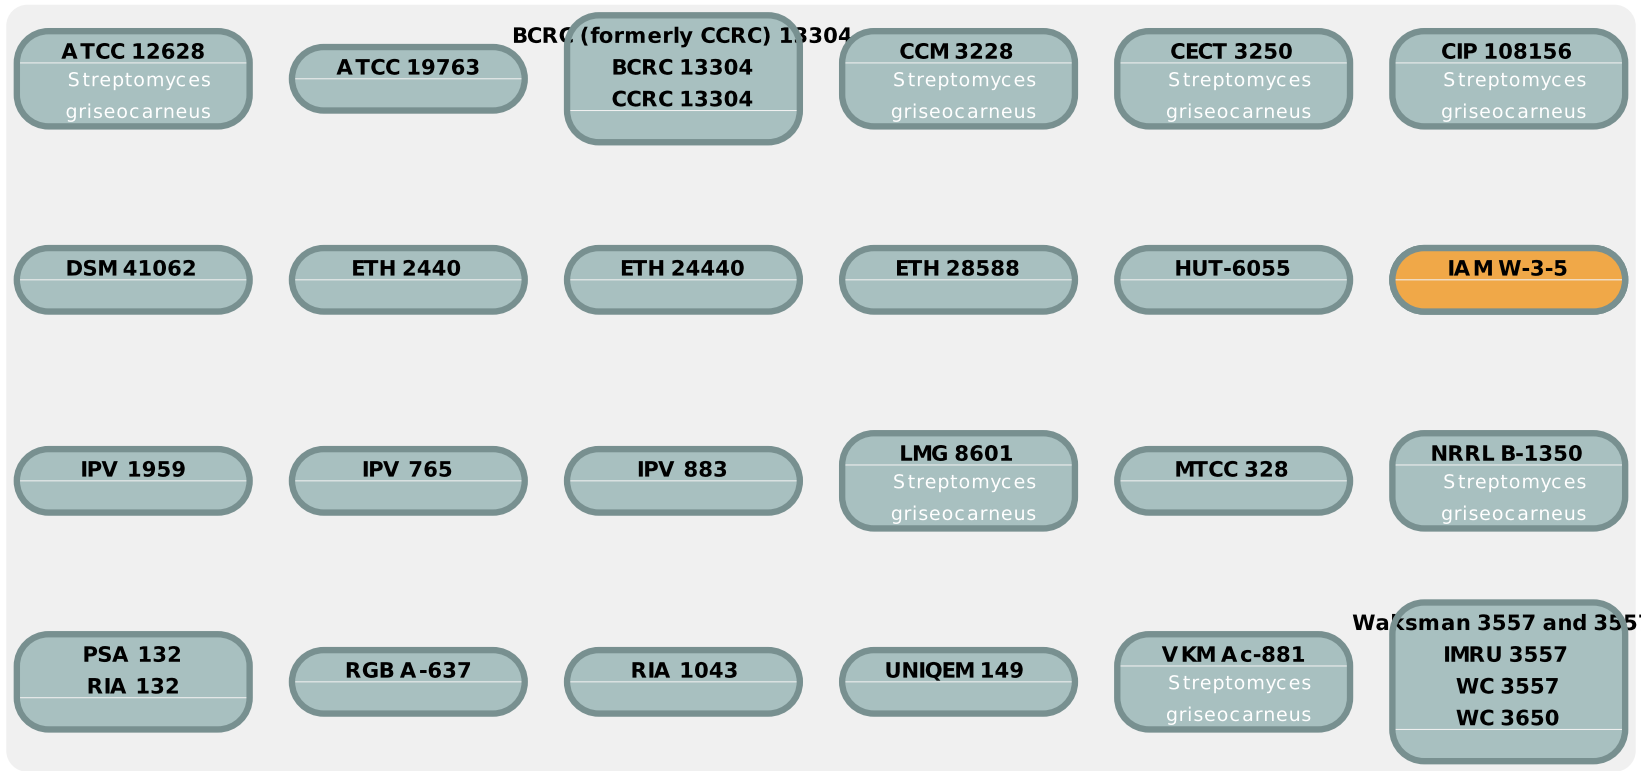 ATCC 12628
Streptomyces
griseocarneus
ATCC 19763
BCRC (formerly CCRC) 13304
BCRC 13304
CCRC 13304
CCM 3228
Streptomyces
griseocarneus
CECT 3250
Streptomyces
griseocarneus
CIP 108156
Streptomyces
griseocarneus
DSM 41062
ETH 2440
ETH 24440
ETH 28588
HUT-6055
IAM W-3-5
IPV 1959
IPV 765
IPV 883
LMG 8601
Streptomyces
griseocarneus
MTCC 328
NRRL B-1350
Streptomyces
griseocarneus
PSA 132
RIA 132
RGB A-637
RIA 1043
UNIQEM 149
VKM Ac-881
Streptomyces
griseocarneus
Waksman 3557 and
IMRU 3557
WC 3557
WC 3650